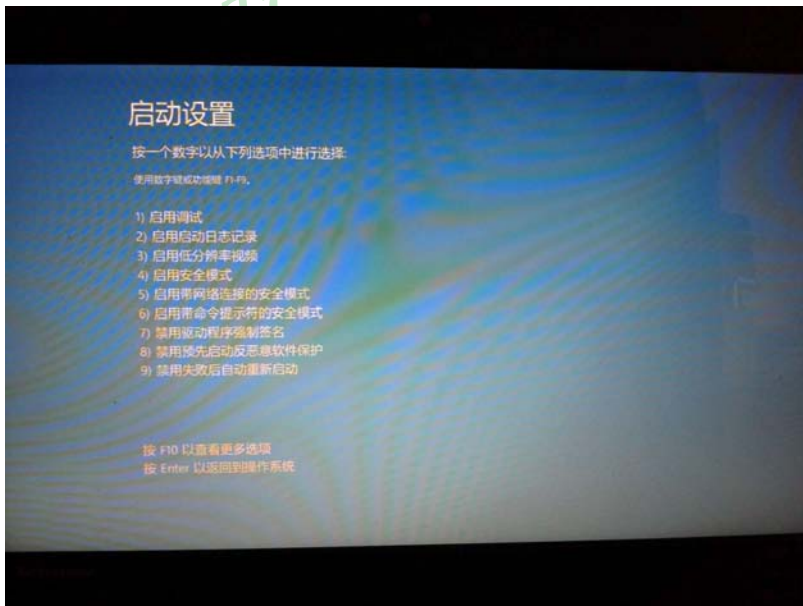 启动设置
按一个数字以从下列选项中进行选择:
使用数字键或功能键 F1-F9。
1) 启用调试
2) 启用启动日志记录
3) 启用低分辨率视频
4) 启用安全模式
5) 启用带网络连接的安全模式
6) 启用带命令提示符的安全模式
7) 禁用驱动程序强制签名
8) 禁用预先启动反恶意软件保护
9) 禁用失败后自动重新启动
按 F10 以查看更多选项
按 Enter 以返回到操作系统